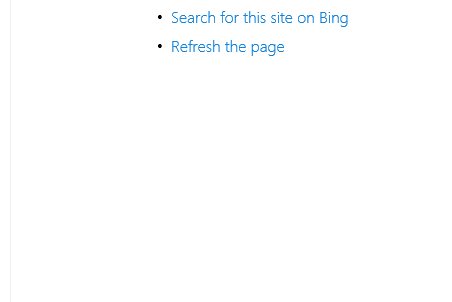 • Search for this site on Bing
• Refresh the page